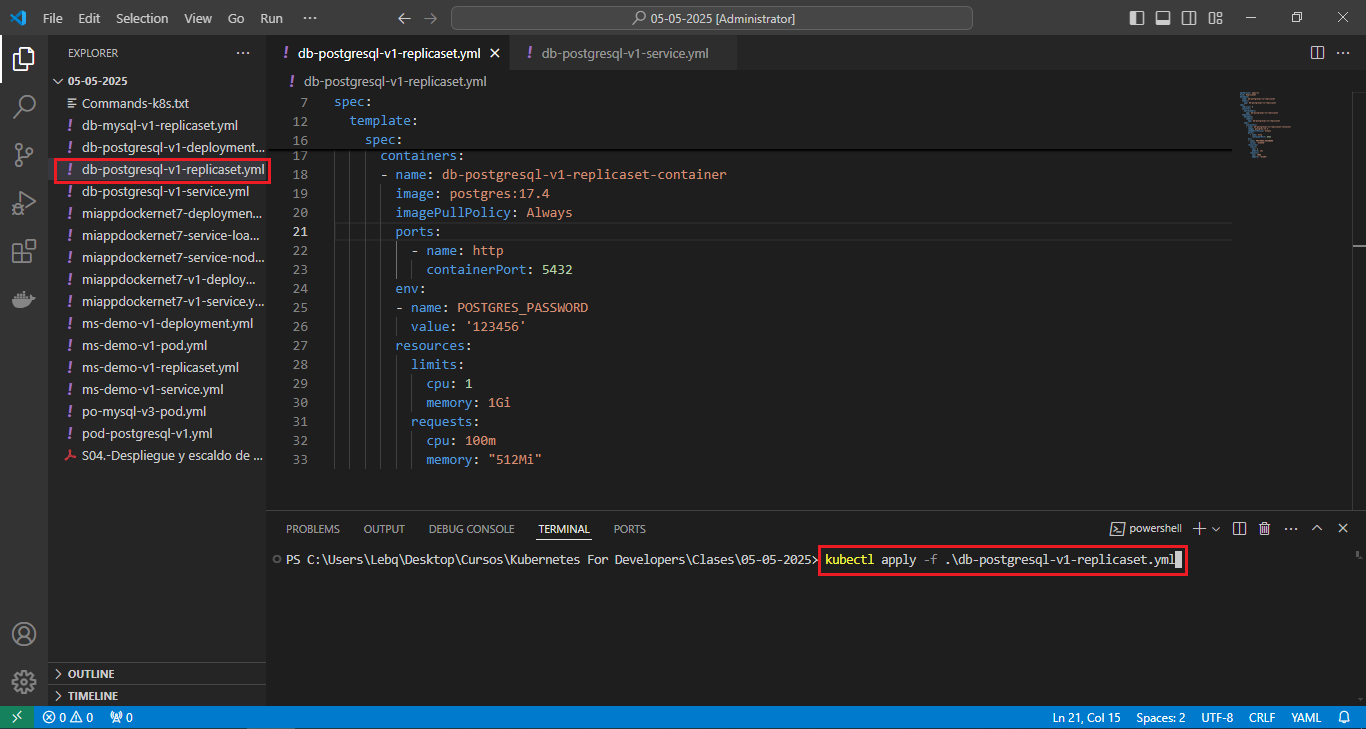 File Edit Selection View Go Run ··· 05-05-2025 [Administrator]
EXPLORER ···
05-05-2025
Commands-k8s.txt
! db-mysql-v1-replicaset.yml
! db-postgresql-v1-deployment...
! db-postgresql-v1-replicaset.yml
! db-postgresql-v1-service.yml
! miappdockernet7-deploymen...
! miappdockernet7-service-loa...
! miappdockernet7-service-nod...
! miappdockernet7-v1-deploy...
! miappdockernet7-v1-service.y...
! ms-demo-v1-deployment.yml
! ms-demo-v1-pod.yml
! ms-demo-v1-replicaset.yml
! ms-demo-v1-service.yml
! po-mysql-v3-pod.yml
! pod-postgresql-v1.yml
S04.-Despliegue y escaldo de ...
OUTLINE
TIMELINE
! db-postgresql-v1-replicaset.yml ! db-postgresql-v1-service.yml
! db-postgresql-v1-replicaset.yml
7 spec:
12 template:
16 spec:
17 containers:
18 - name: db-postgresql-v1-replicaset-container
19 image: postgres:17.4
20 imagePullPolicy: Always
21 ports:
22 - name: http
23 containerPort: 5432
24 env:
25 - name: POSTGRES_PASSWORD
26 value: '123456'
27 resources:
28 limits:
29 cpu: 1
30 memory: 1Gi
31 requests:
32 cpu: 100m
33 memory: "512Mi"
PROBLEMS OUTPUT DEBUG CONSOLE TERMINAL PORTS powershell
PS C:\Users\Lebq\Desktop\Cursos\Kubernetes For Developers\Clases\05-05-2025> kubectl apply -f .\db-postgresql-v1-replicaset.yml
0 0 0 Ln 21, Col 15 Spaces: 2 UTF-8 CRLF YAML